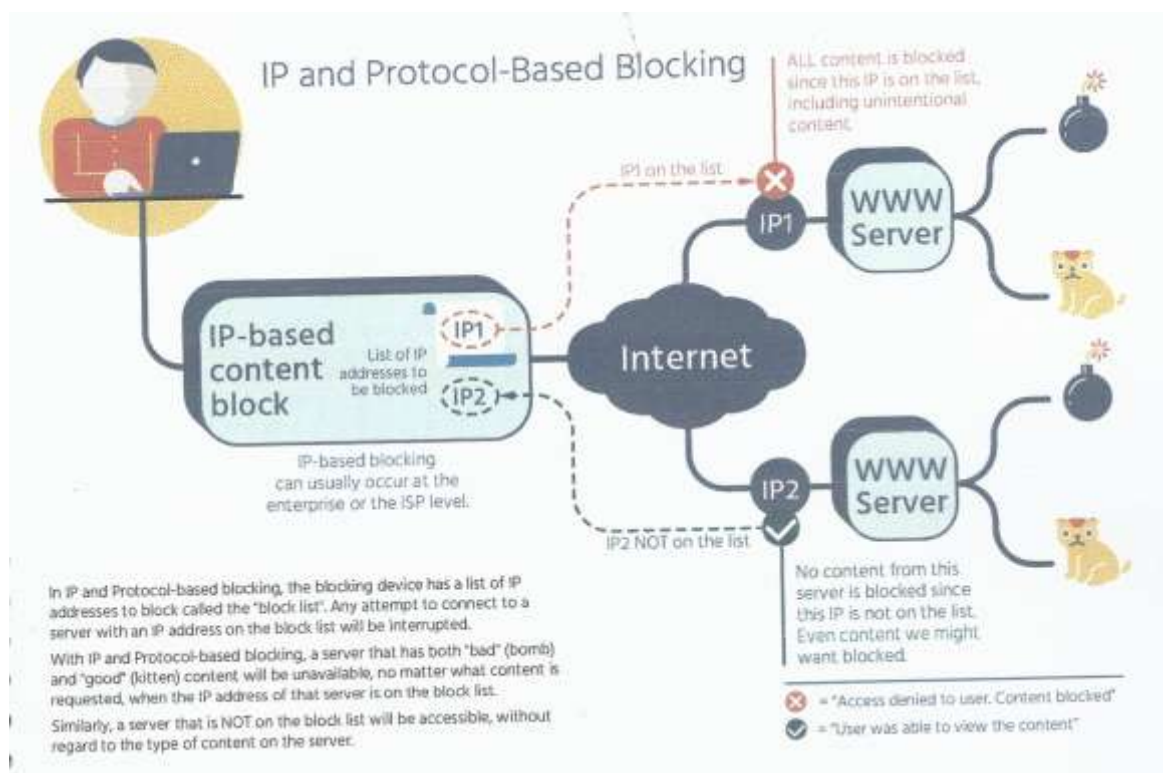 IP and Protocol-Based Blocking
ALL content is blocked
since this IP is on the list,
including unintentional
content.
IP1 on the list
IP1
WWW
Server
IP-based
content
block
List of IP
addresses to
be blocked
IP1
IP2
Internet
IP-based blocking
can usually occur at the
enterprise or the ISP level.
IP2
WWW
Server
IP2 NOT on the list
No content from this
server is blocked since
this IP is not on the list.
Even content we might
want blocked.
In IP and Protocol-based blocking, the blocking device has a list of IP
addresses to block called the "block list". Any attempt to connect to a
server with an IP address on the block list will be interrupted.
With IP and Protocol-based blocking, a server that has both "bad" (bomb)
and "good" (kitten) content will be unavailable, no matter what content is
requested, when the IP address of that server is on the block list.
Similarly, a server that is NOT on the block list will be accessible, without
regard to the type of content on the server.
= "Access denied to user. Content blocked"
= "User was able to view the content"